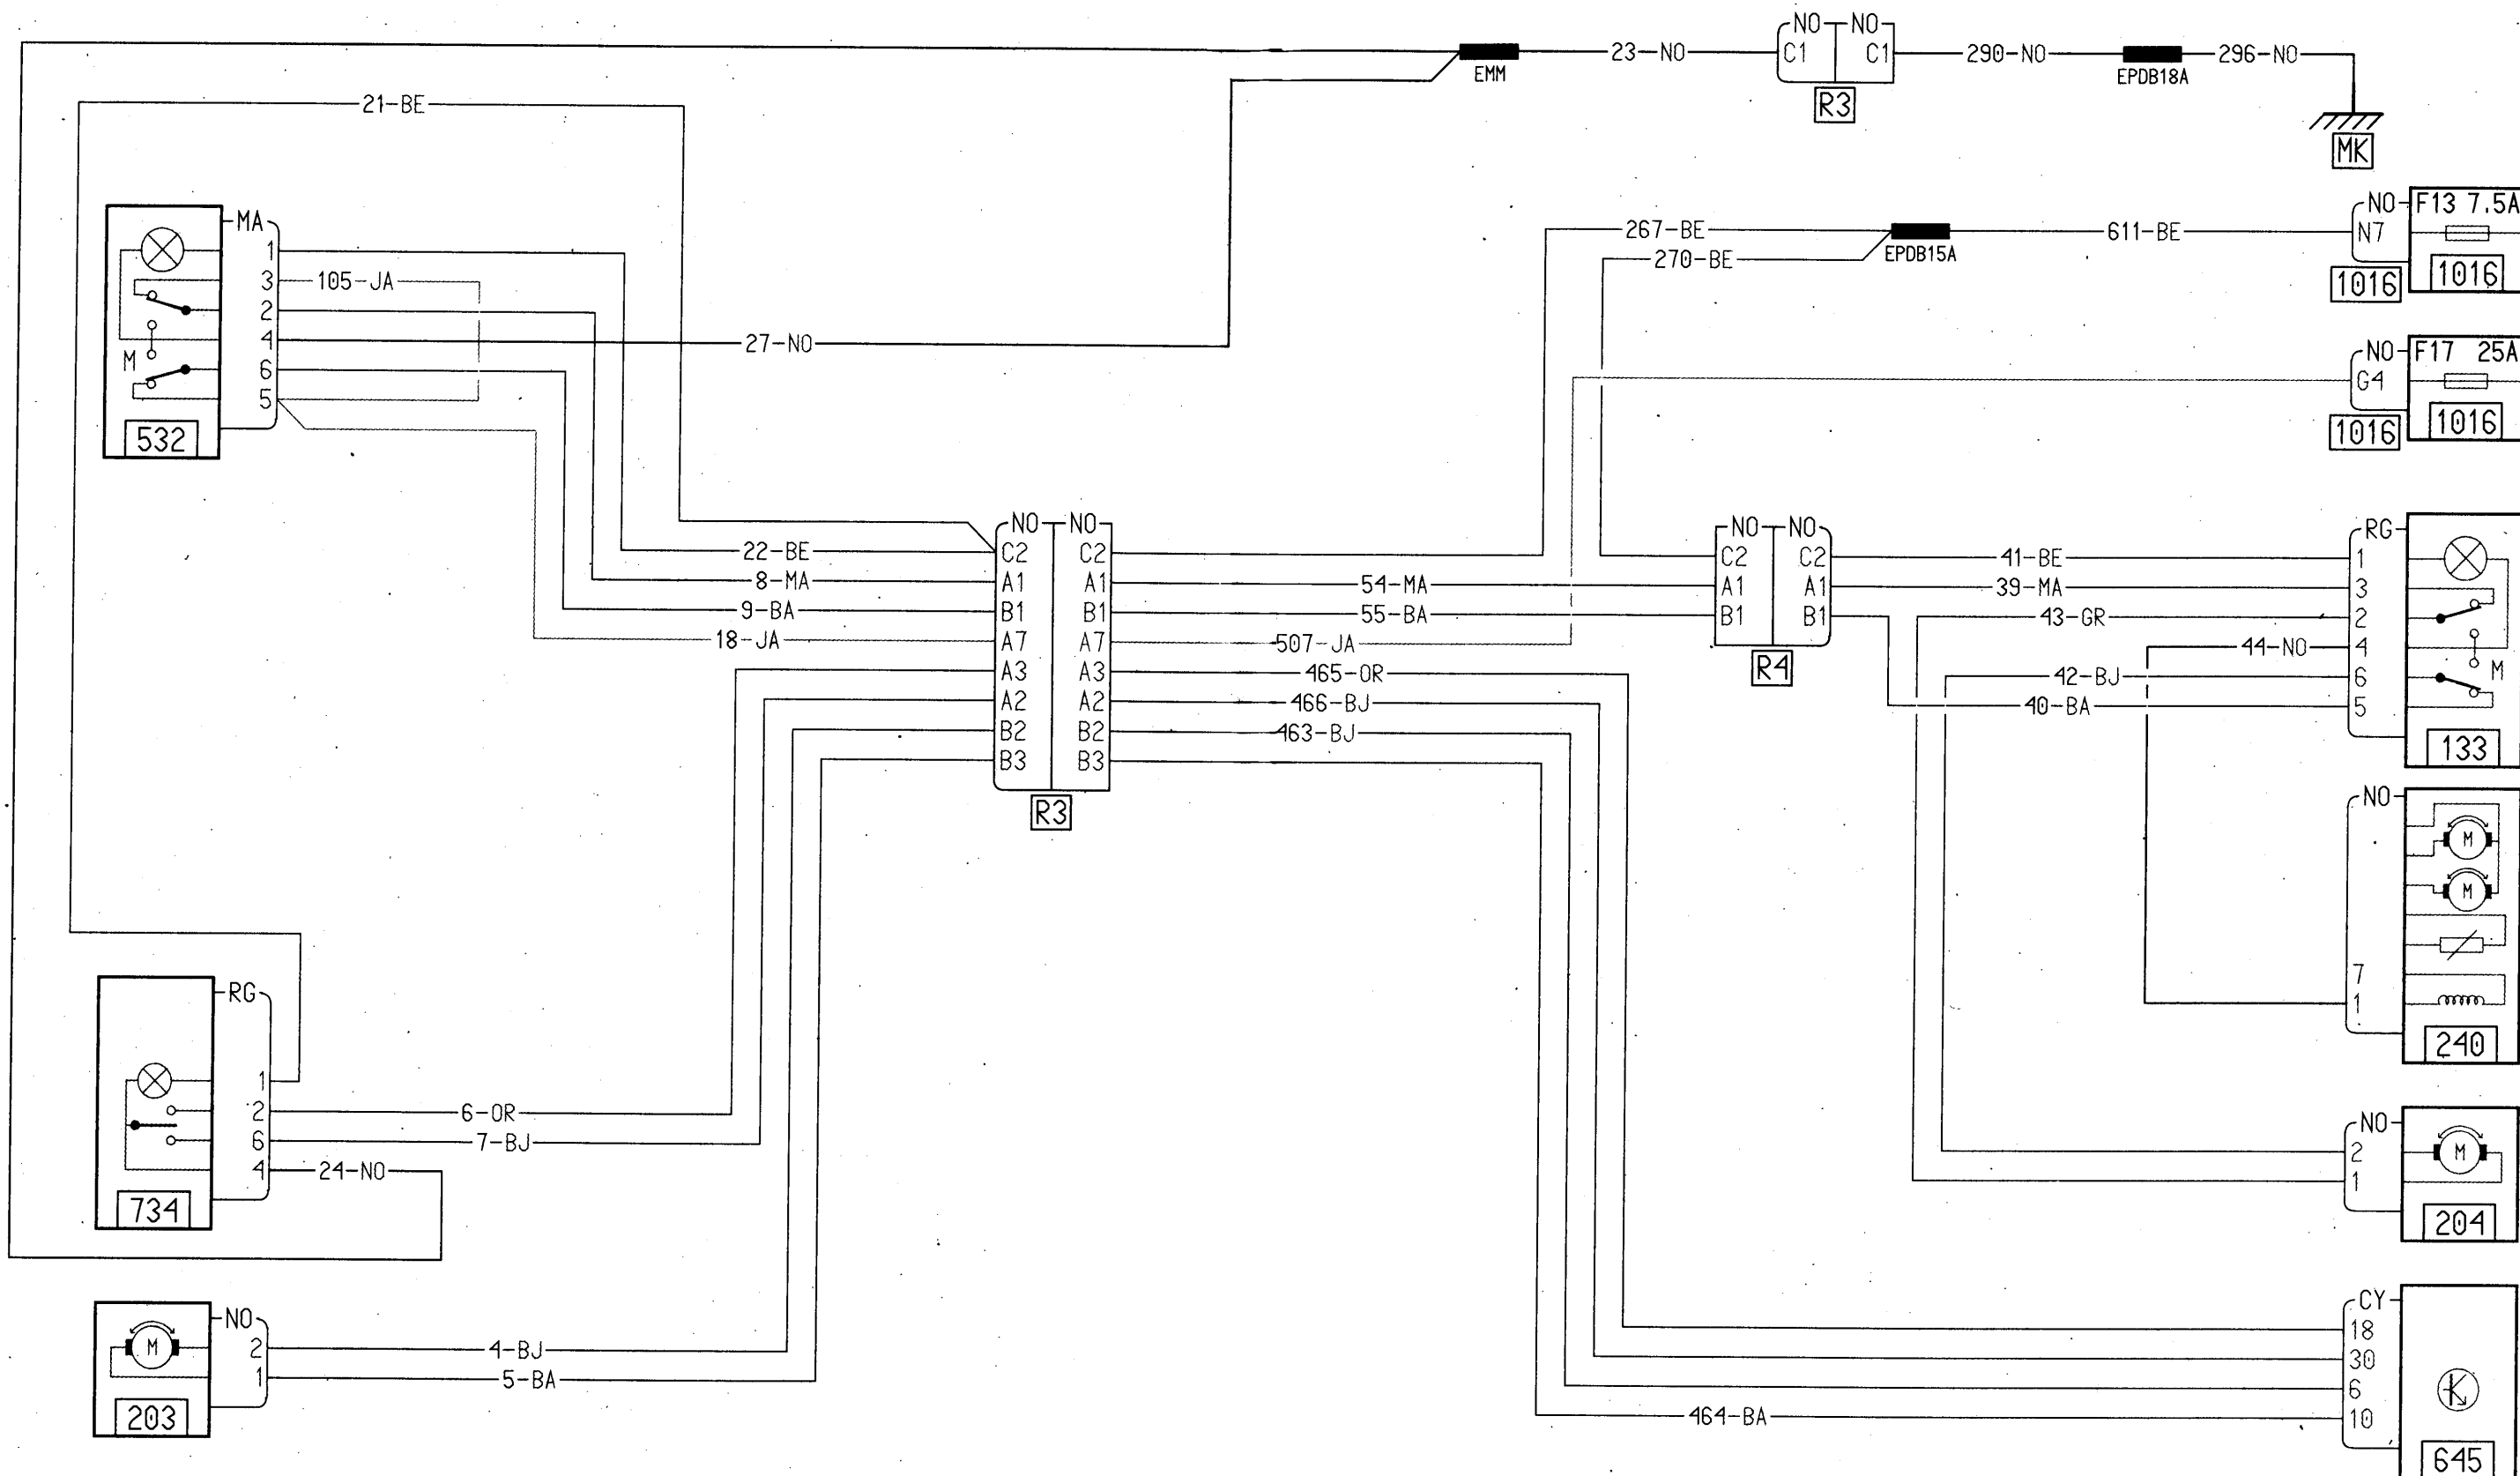 NO NO
C1 C1
R3
EMM
23-NO
290-NO
EPDB18A
296-NO
MK
21-BE
MA
1
3
2
4
6
5
M
532
105-JA
27-NO
267-BE
270-BE
EPDB15A
611-BE
NO
N7
F13 7.5A
1016
1016
NO
G4
F17 25A
1016
1016
22-BE
8-MA
9-BA
18-JA
NO NO
C2 C2
A1 A1
B1 B1
A7 A7
A3 A3
A2 A2
B2 B2
B3 B3
R3
54-MA
55-BA
507-JA
465-OR
466-BJ
463-BJ
NO NO
C2 C2
A1 A1
B1 B1
R4
41-BE
39-MA
43-GR
44-NO
42-BJ
40-BA
RG
1
3
2
4
6
5
M
133
NO
M
M
7
1
240
RG
1
2
6
4
734
6-OR
7-BJ
24-NO
NO
2
1
M
204
NO
2
1
M
203
4-BJ
5-BA
464-BA
CY
18
30
6
10
645